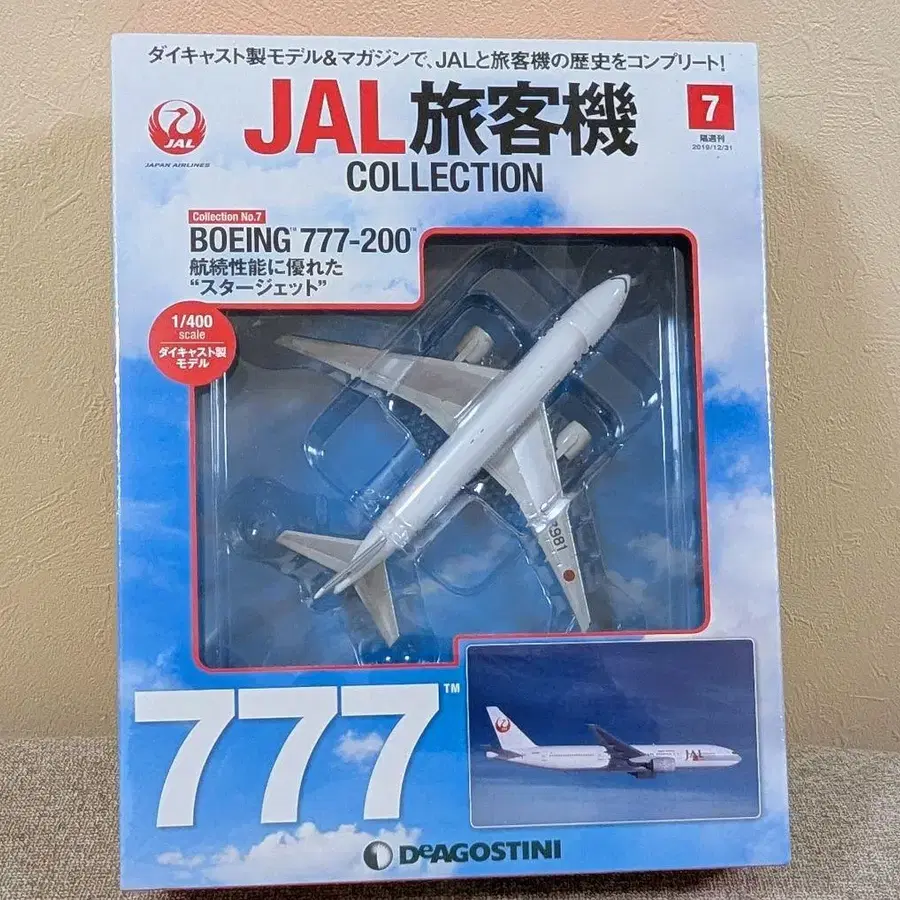 ダイキャスト製モデル&マガジンで、JALと旅客機の歴史をコンプリート!
JAL
JAPAN AIRLINES
JAL旅客機
COLLECTION
7
隔週刊
2019/12/31
Collection No.7
BOEING™ 777-200™
航続性能に優れた
“スタージェット”
1/400
scale
ダイキャスト製
モデル
8981
777™
JAL
DeAGOSTINI